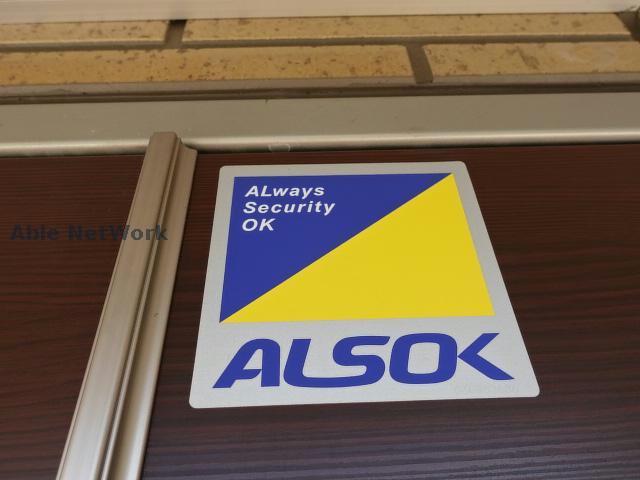 ALways
Security
OK
Able NetWork
ALSOK